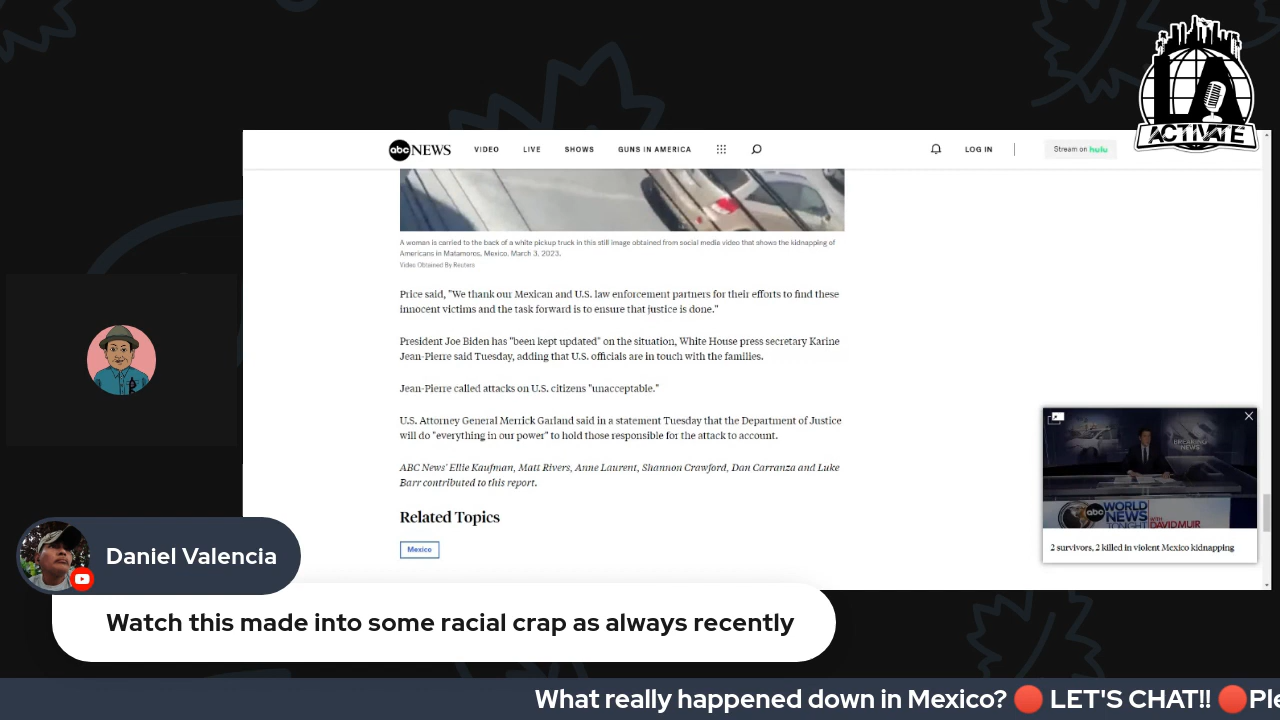 LA
ACTIVATE
abc NEWS VIDEO LIVE SHOWS GUNS IN AMERICA LOG IN Stream on hulu
A woman is carried to the back of a white pickup truck in this still image obtained from social media video that shows the kidnapping of
Americans in Matamoros, Mexico, March 3, 2023.
Video Obtained By Reuters
Price said, "We thank our Mexican and U.S. law enforcement partners for their efforts to find these
innocent victims and the task forward is to ensure that justice is done."
President Joe Biden has "been kept updated" on the situation, White House press secretary Karine
Jean-Pierre said Tuesday, adding that U.S. officials are in touch with the families.
Jean-Pierre called attacks on U.S. citizens "unacceptable."
U.S. Attorney General Merrick Garland said in a statement Tuesday that the Department of Justice
will do "everything in our power" to hold those responsible for the attack to account.
ABC News' Ellie Kaufman, Matt Rivers, Anne Laurent, Shannon Crawford, Dan Carranza and Luke
Barr contributed to this report.
Related Topics
Mexico
BREAKING
NEWS
abc WORLD
NEWS WITH
TONIGHT DAVID MUIR
2 survivors, 2 killed in violent Mexico kidnapping
Daniel Valencia
Watch this made into some racial crap as always recently
What really happened down in Mexico? 🔴 LET'S CHAT!! 🔴Ple